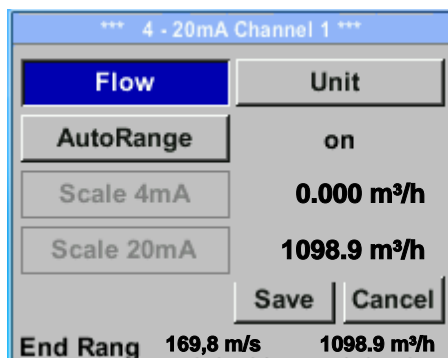 *** 4 - 20mA Channel 1 ***
Flow Unit
AutoRange on
Scale 4mA 0.000 m³/h
Scale 20mA 1098.9 m³/h
Save Cancel
End Rang 169,8 m/s 1098.9 m³/h